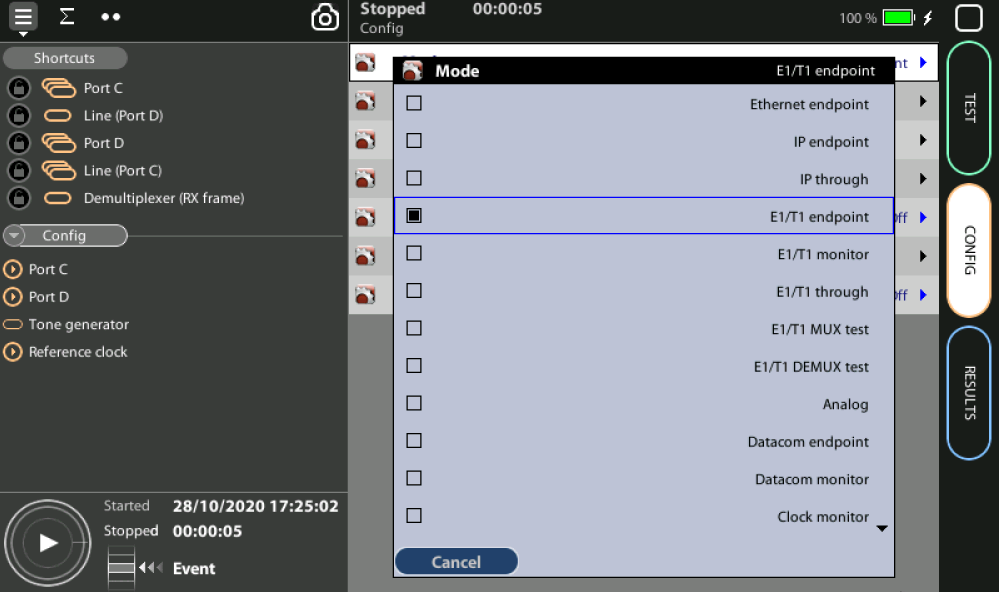 Stopped 00:00:05
Config
100 %
Shortcuts
Port C
Line (Port D)
Port D
Line (Port C)
Demultiplexer (RX frame)
Config
Port C
Port D
Tone generator
Reference clock
Started 28/10/2020 17:25:02
Stopped 00:00:05
Event
Mode E1/T1 endpoint
Ethernet endpoint
IP endpoint
IP through
E1/T1 endpoint
E1/T1 monitor
E1/T1 through
E1/T1 MUX test
E1/T1 DEMUX test
Analog
Datacom endpoint
Datacom monitor
Clock monitor
Cancel
TEST
CONFIG
RESULTS